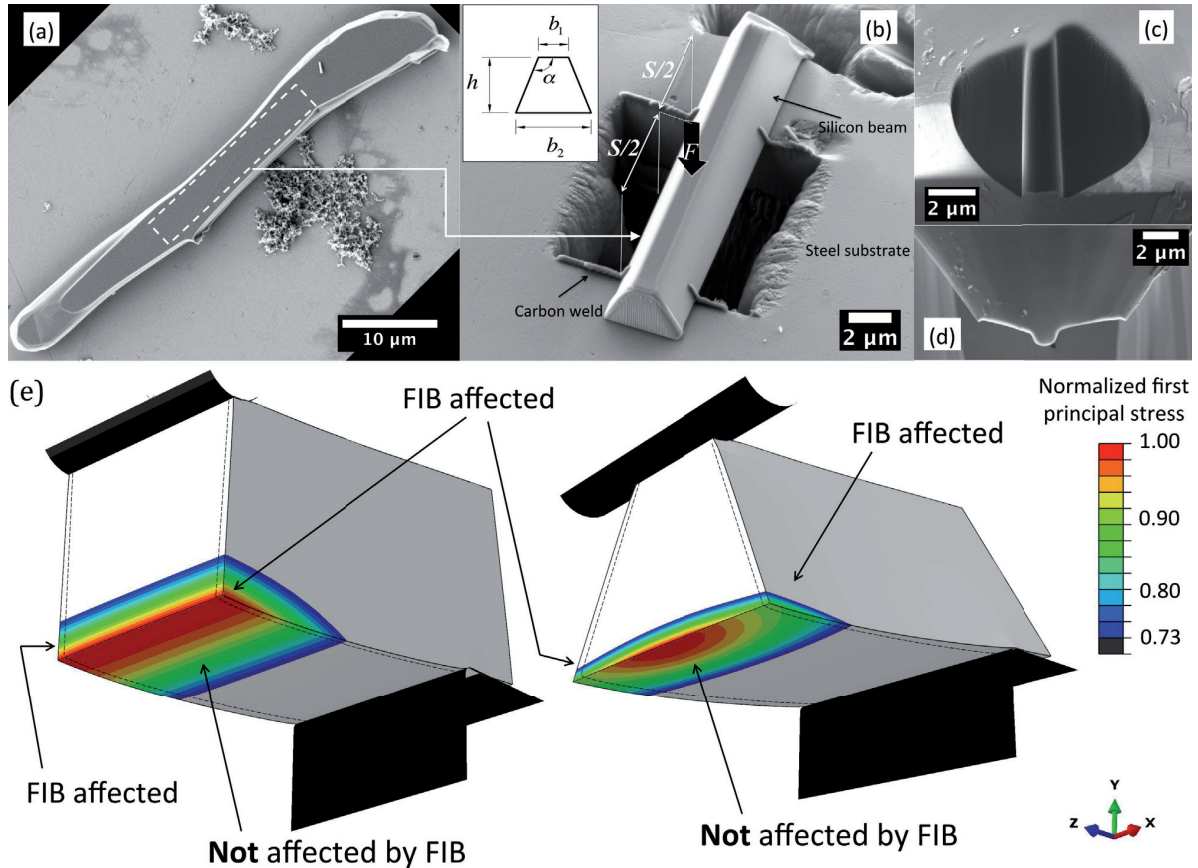 (a)
10 μm
b₁
h
α
b₂
(b)
S/2
S/2
F
Silicon beam
Steel substrate
Carbon weld
2 μm
(c)
2 μm
2 μm
(d)
(e)
FIB affected
FIB affected
FIB affected
Not affected by FIB
Not affected by FIB
Normalized first
principal stress
1.00
0.90
0.80
0.73
Y
Z
X